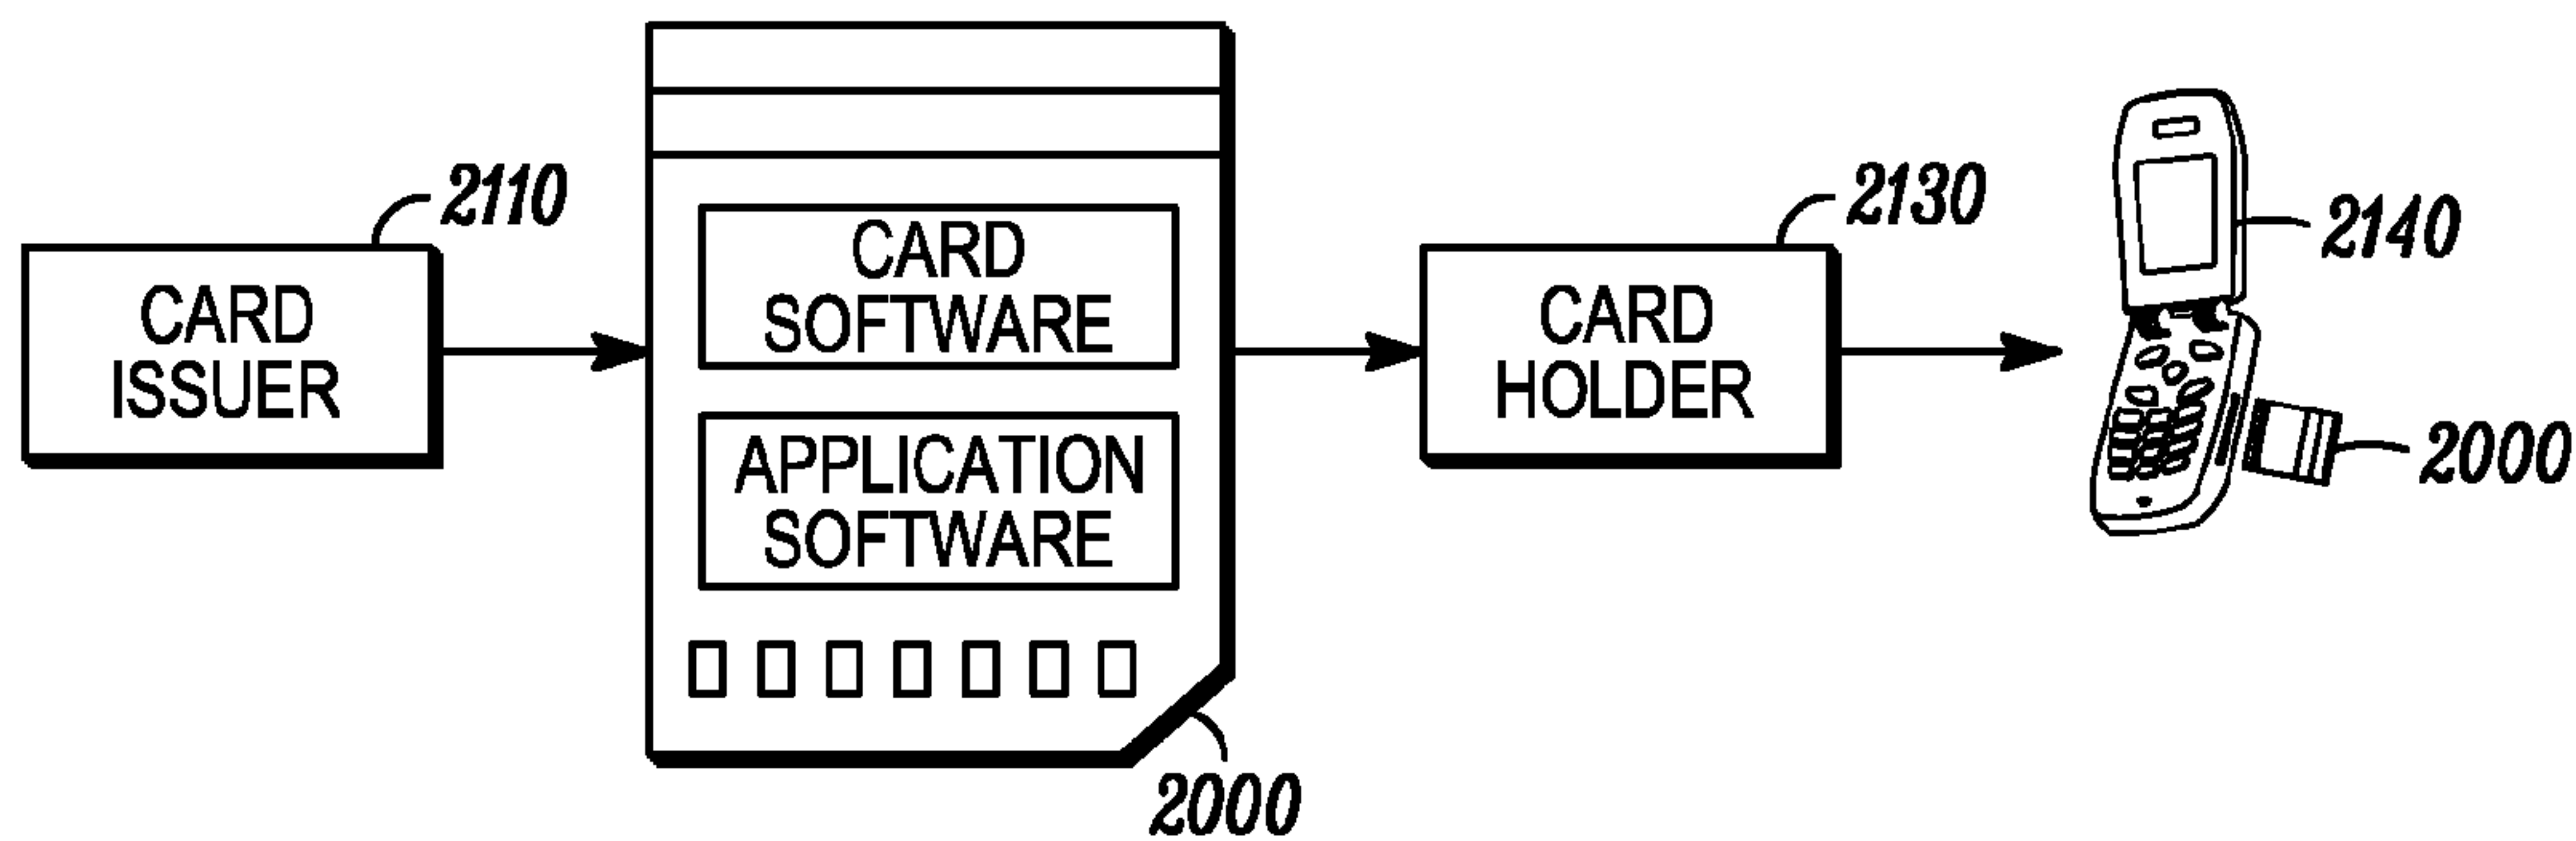 2110
CARD
ISSUER
CARD
SOFTWARE
APPLICATION
SOFTWARE
2000
2130
CARD
HOLDER
2140
2000